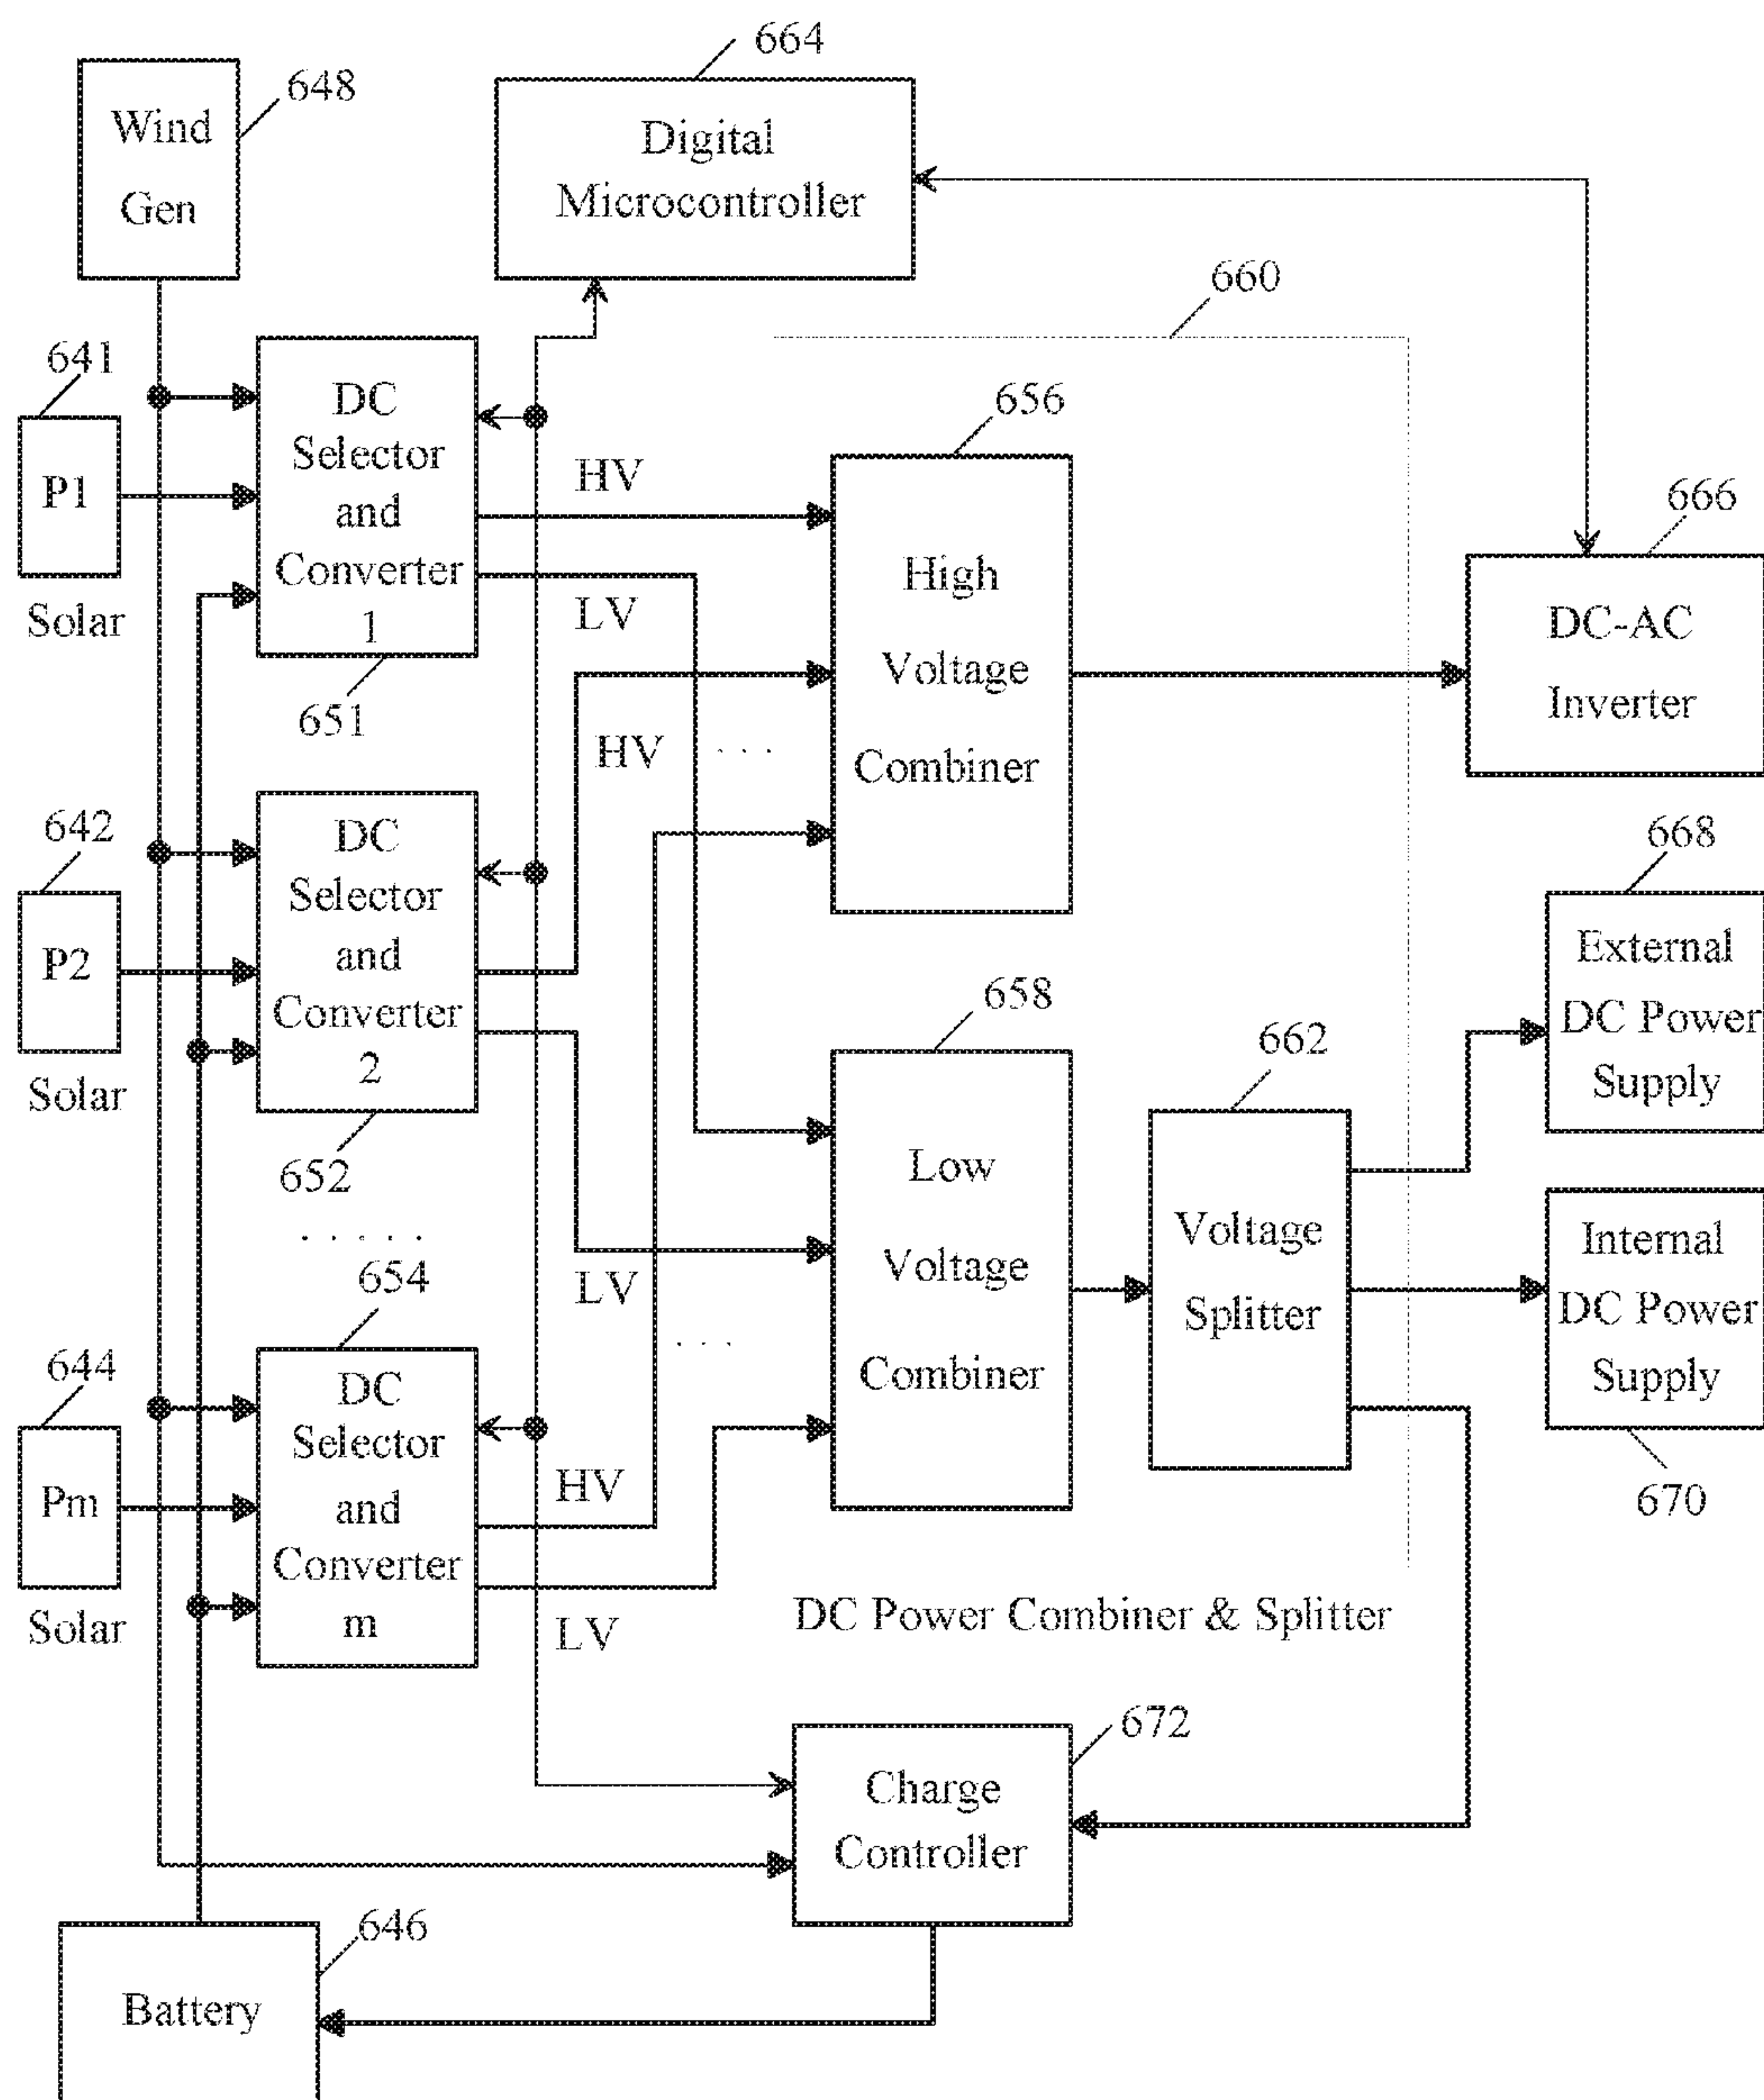 664
648
Wind
Gen
Digital
Microcontroller
660
641
P1
Solar
DC
Selector
and
Converter
1
651
HV
LV
656
High
Voltage
Combiner
666
DC-AC
Inverter
642
P2
Solar
DC
Selector
and
Converter
2
652
HV
. . .
LV
658
Low
Voltage
Combiner
662
Voltage
Splitter
668
External
DC Power
Supply
Internal
DC Power
Supply
670
. . . . .
654
644
Pm
Solar
DC
Selector
and
Converter
m
. . .
HV
LV
DC Power Combiner & Splitter
672
Charge
Controller
646
Battery